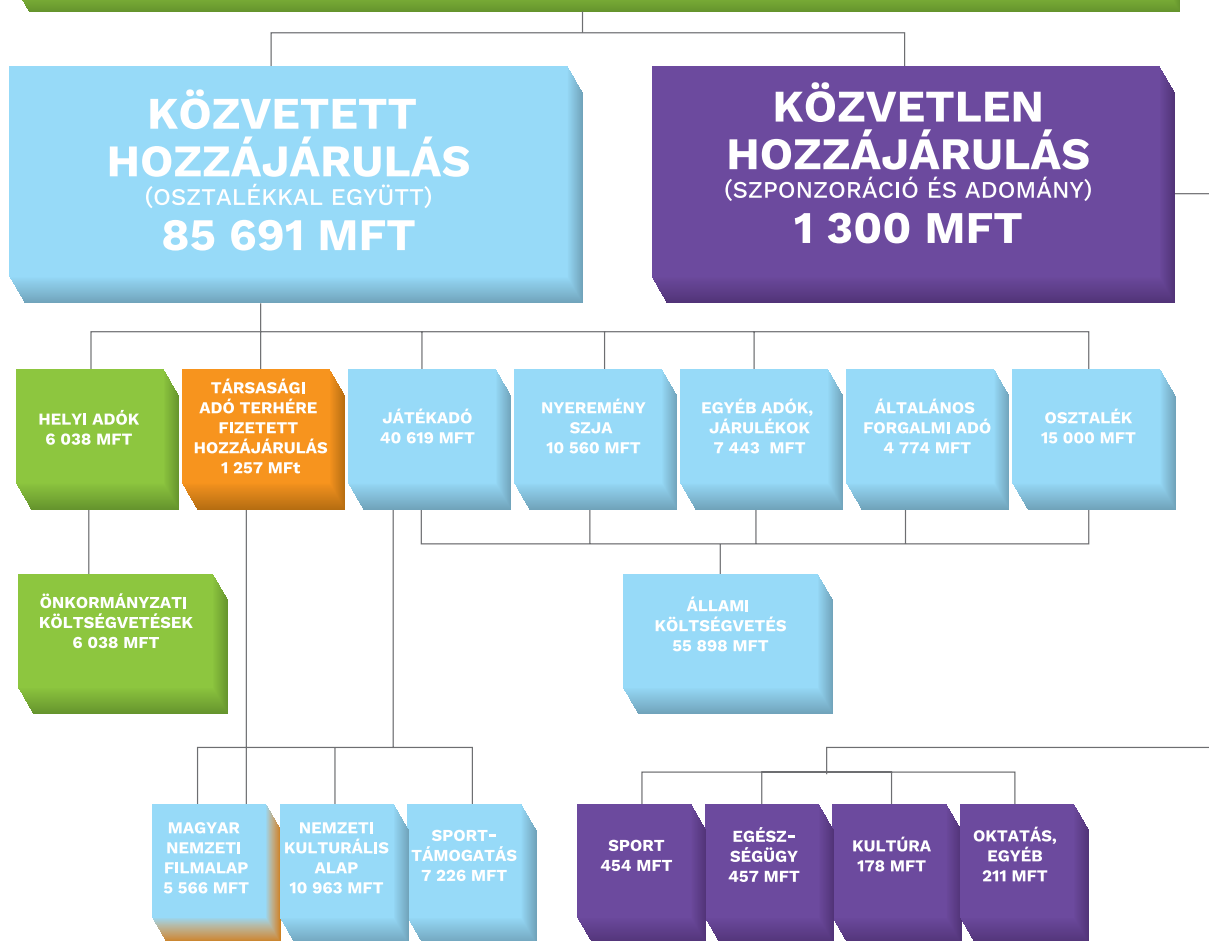 KÖZVETETT
HOZZÁJÁRULÁS
(OSZTALÉKKAL EGYÜTT)
85 691 MFT
KÖZVETLEN
HOZZÁJÁRULÁS
(SZPONZORÁCIÓ ÉS ADOMÁNY)
1 300 MFT
HELYI ADÓK
6 038 MFT
TÁRSASÁGI
ADÓ TERHÉRE
FIZETETT
HOZZÁJÁRULÁS
1 257 MFt
JÁTÉKADÓ
40 619 MFT
NYEREMÉNY
SZJA
10 560 MFT
EGYÉB ADÓK,
JÁRULÉKOK
7 443 MFT
ÁLTALÁNOS
FORGALMI ADÓ
4 774 MFT
OSZTALÉK
15 000 MFT
ÖNKORMÁNYZATI
KÖLTSÉGVETÉSEK
6 038 MFT
ÁLLAMI
KÖLTSÉGVETÉS
55 898 MFT
MAGYAR
NEMZETI
FILMALAP
5 566 MFT
NEMZETI
KULTURÁLIS
ALAP
10 963 MFT
SPORT-
TÁMOGATÁS
7 226 MFT
SPORT
454 MFT
EGÉSZ-
SÉGÜGY
457 MFT
KULTÚRA
178 MFT
OKTATÁS,
EGYÉB
211 MFT